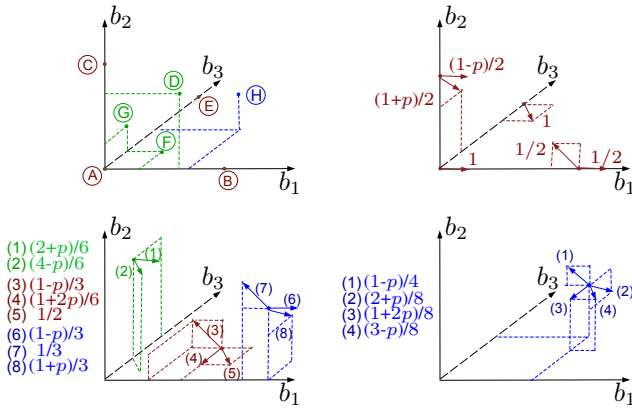 b2
b3
b1
C
D
E
G
H
F
A
B
b2
b3
b1
(1-p)/2
(1+p)/2
1
1/2
1
1/2
b2
b3
b1
(1) (2+p)/6
(2) (4-p)/6
(3) (1-p)/3
(4) (1+2p)/6
(5) 1/2
(6) (1-p)/3
(7) 1/3
(8) (1+p)/3
(1)
(2)
(3)
(4)
(5)
(7)
(6)
(8)
b2
b3
b1
(1) (1-p)/4
(2) (2+p)/8
(3) (1+2p)/8
(4) (3-p)/8
(1)
(2)
(3)
(4)